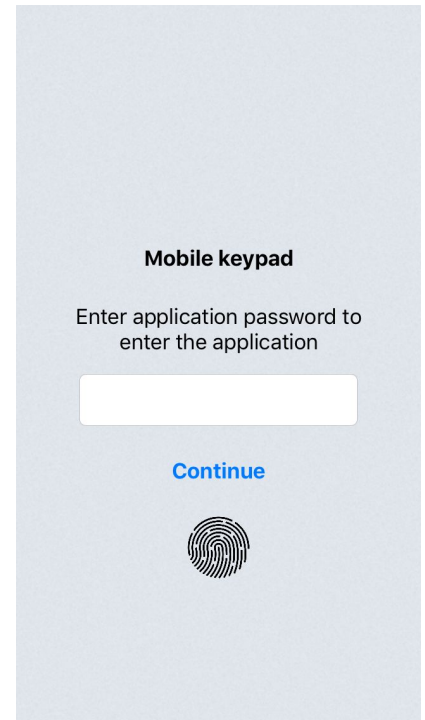 Mobile keypad
Enter application password to
enter the application
Continue